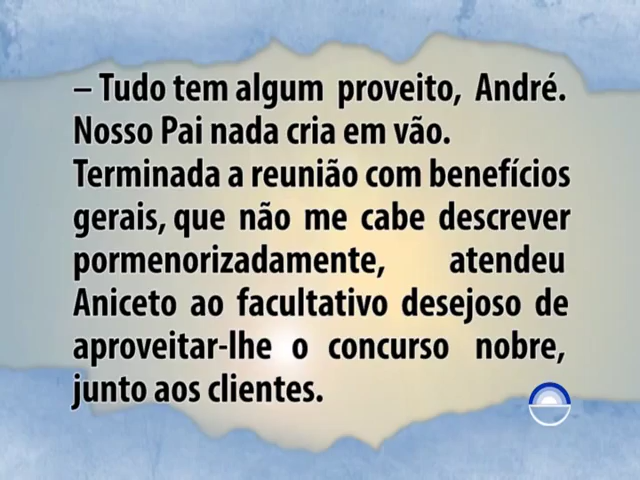 – Tudo tem algum proveito, André.
Nosso Pai nada cria em vão.
Terminada a reunião com benefícios
gerais, que não me cabe descrever
pormenorizadamente, atendeu
Aniceto ao facultativo desejoso de
aproveitar-lhe o concurso nobre,
junto aos clientes.